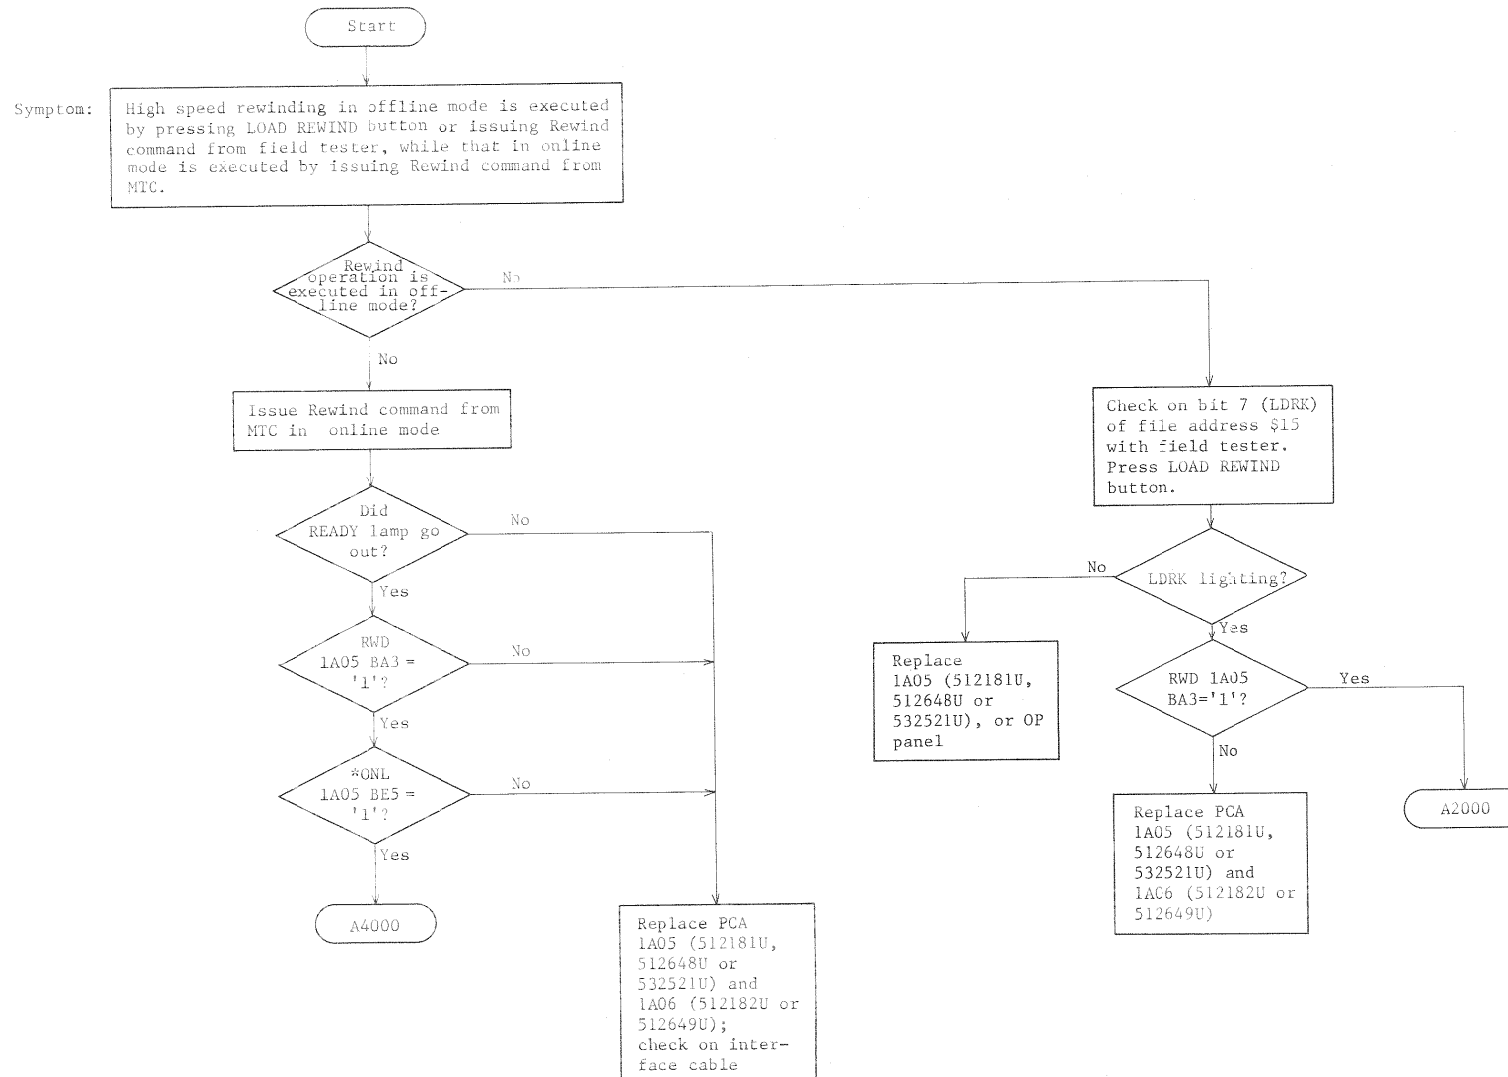 Start
Symptom:
High speed rewinding in offline mode is executed
by pressing LOAD REWIND button or issuing Rewind
command from field tester, while that in online
mode is executed by issuing Rewind command from
MTC.
Rewind
operation is
executed in off-
line mode?
No
No
Issue Rewind command from
MTC in online mode
Did
READY lamp go
out?
No
Yes
RWD
1A05 BA3 =
'1'?
No
Yes
*ONL
1A05 BE5 =
'1'?
No
Yes
A4000
Replace PCA
1A05 (512181U,
512648U or
532521U) and
1A06 (512182U or
512649U);
check on inter-
face cable
Check on bit 7 (LDRK)
of file address $15
with field tester.
Press LOAD REWIND
button.
LDRK lighting?
No
Yes
Replace
1A05 (512181U,
512648U or
532521U), or OP
panel
RWD 1A05
BA3='1'?
Yes
No
A2000
Replace PCA
1A05 (512181U,
512648U or
532521U) and
1A06 (512182U or
512649U)